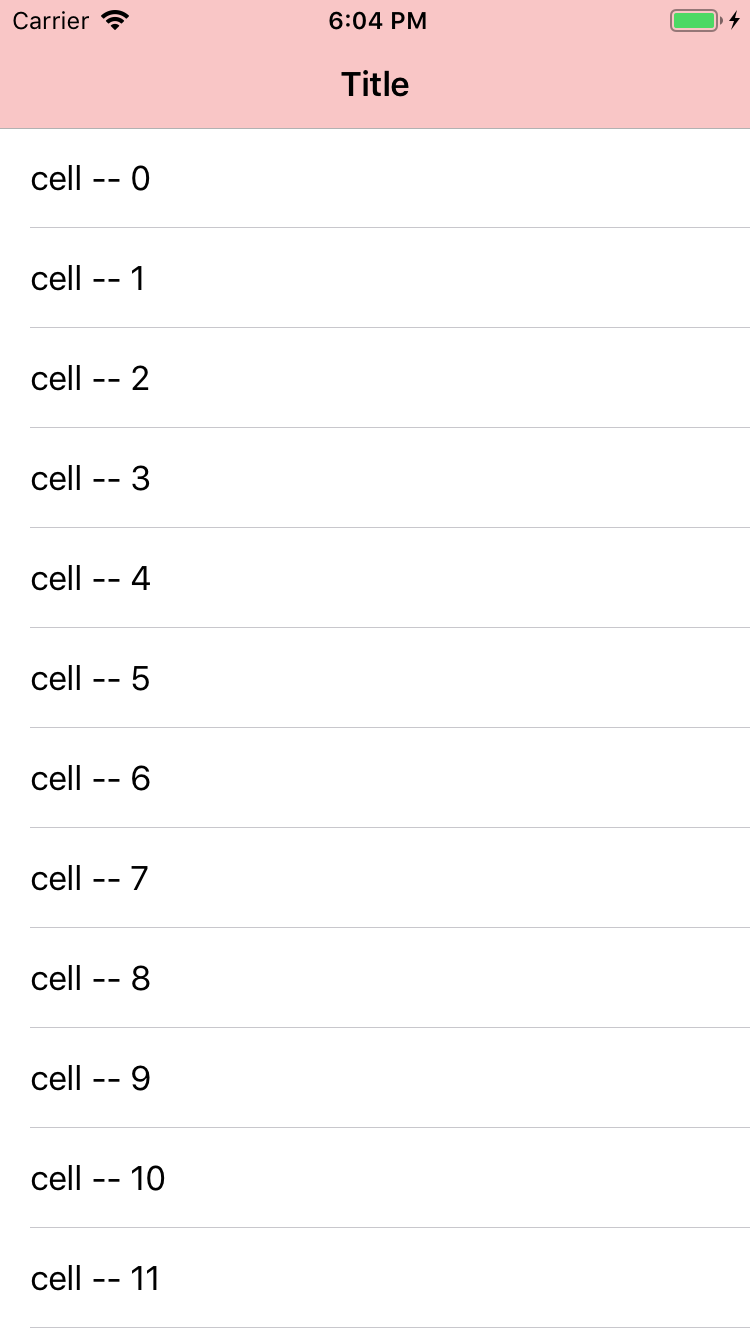 Carrier 6:04 PM
Title
cell -- 0
cell -- 1
cell -- 2
cell -- 3
cell -- 4
cell -- 5
cell -- 6
cell -- 7
cell -- 8
cell -- 9
cell -- 10
cell -- 11